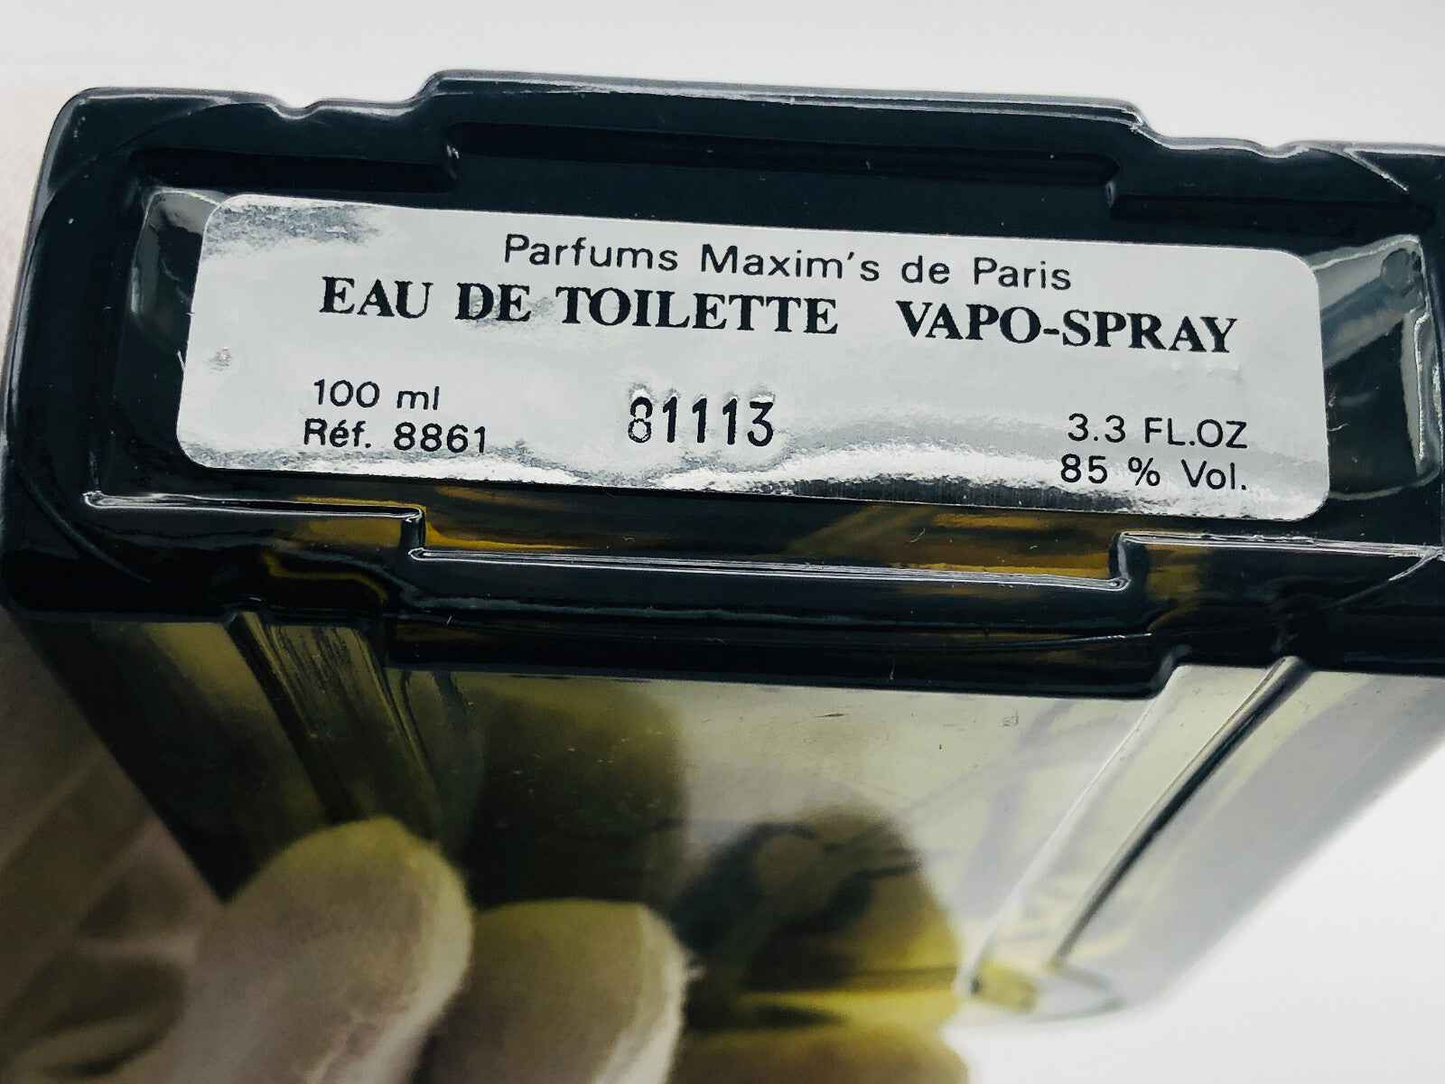 Parfums Maxim's de Paris
EAU DE TOILETTE VAPO-SPRAY
100 ml
Réf. 8861
81113
3.3 FL.OZ
85 % Vol.